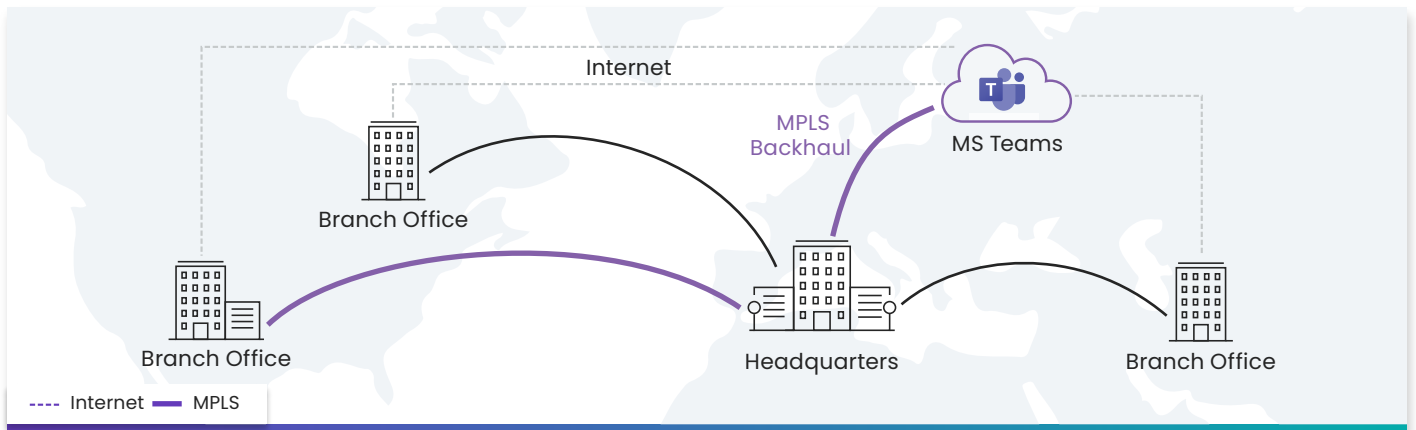 Internet
MPLS
Backhaul
T
MS Teams
Branch Office
Branch Office
Headquarters
Branch Office
Internet
MPLS